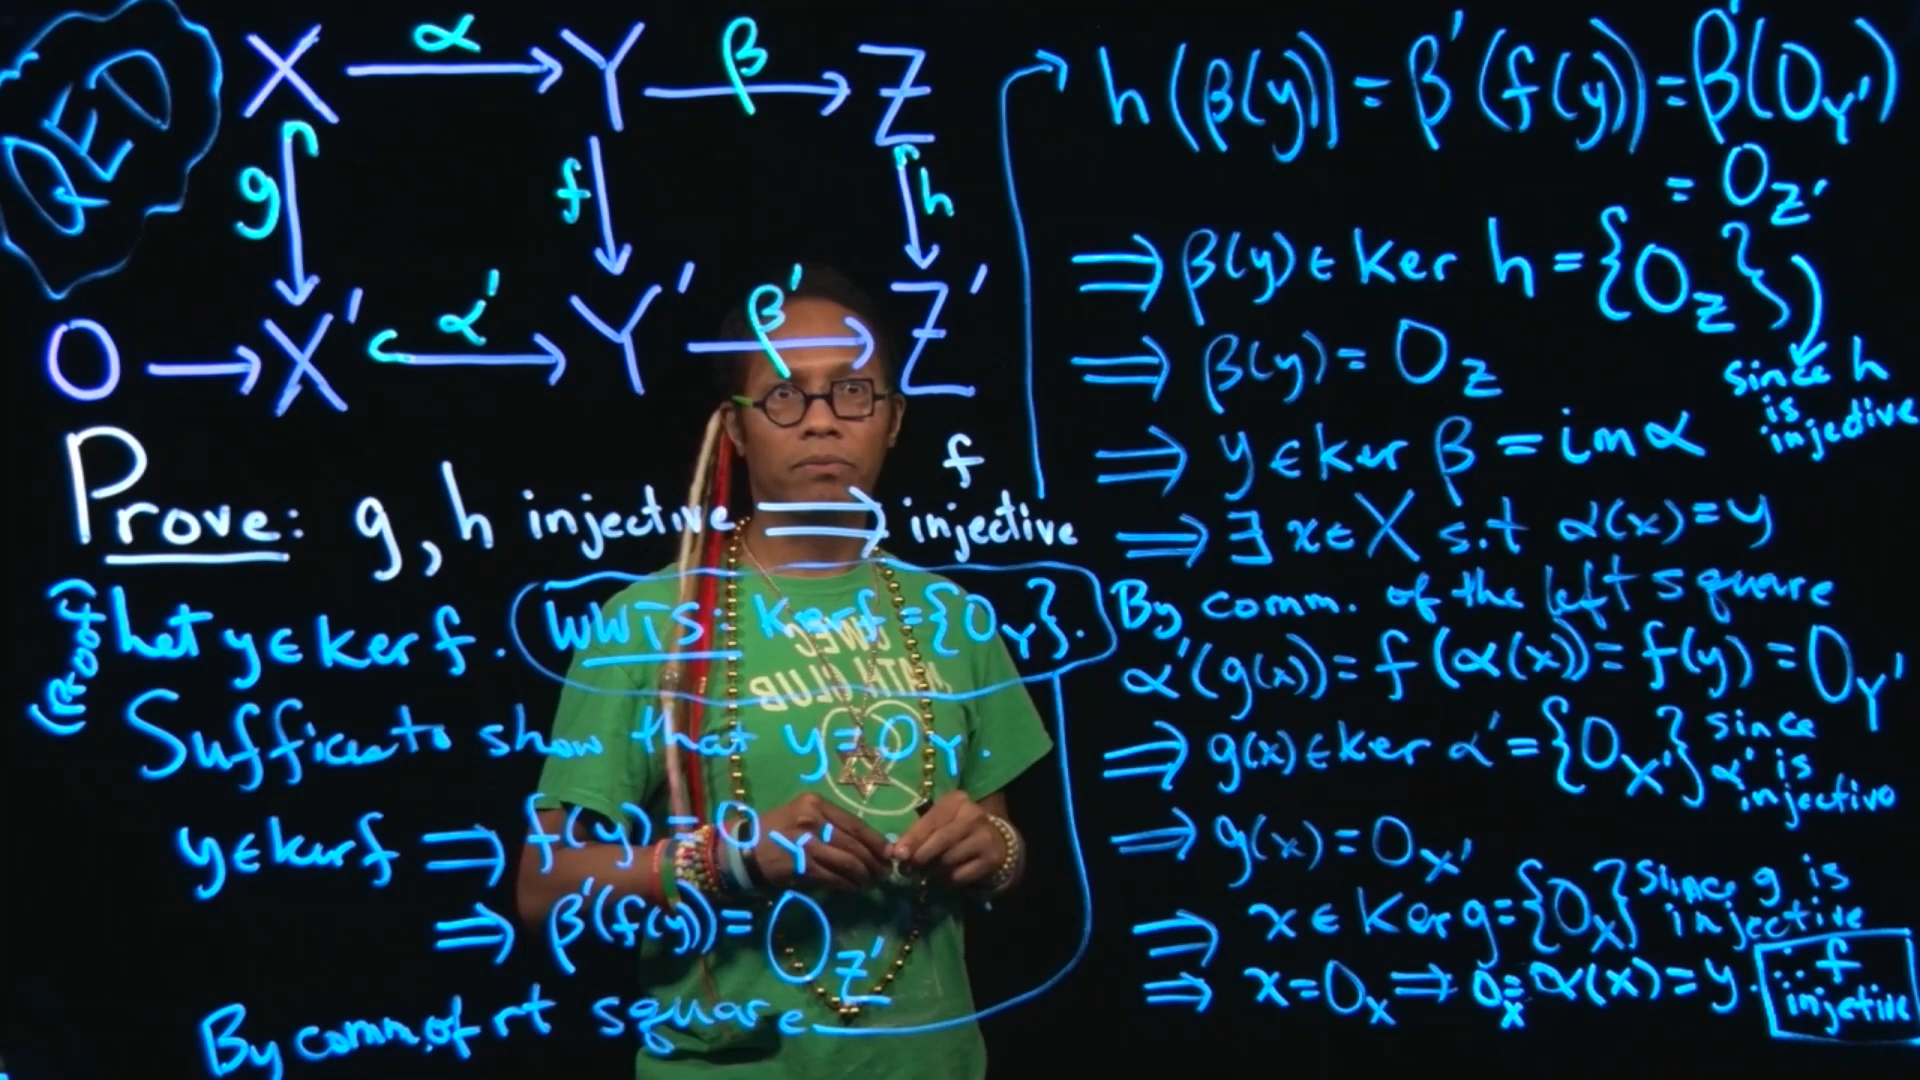 QED
X α Y β Z
g f h
0 X' α' Y' β' Z'
Prove: g, h injective ⟹ f injective
(Proof)
Let y ∈ ker f. WWTS: Ker f = {0_Y}.
Suffices to show that y = 0_Y.
y ∈ ker f ⟹ f(y) = 0_Y'
⟹ β'(f(y)) = 0_Z'
By comm. of rt square
h(β(y)) = β'(f(y)) = β'(0_Y')
= 0_Z'
⟹ β(y) ∈ Ker h = {0_Z}
since h
is
injective
⟹ β(y) = 0_Z
⟹ y ∈ ker β = im α
⟹ ∃ x ∈ X s.t α(x) = y
By comm. of the left square
α'(g(x)) = f(α(x)) = f(y) = 0_Y'
⟹ g(x) ∈ ker α' = {0_X'} since
α' is
injective
⟹ g(x) = 0_X'
⟹ x ∈ Ker g = {0_X} since g is
injective
⟹ x = 0_X ⟹ 0_x = α(x) = y.
∴ f
injective
MATH CLUB